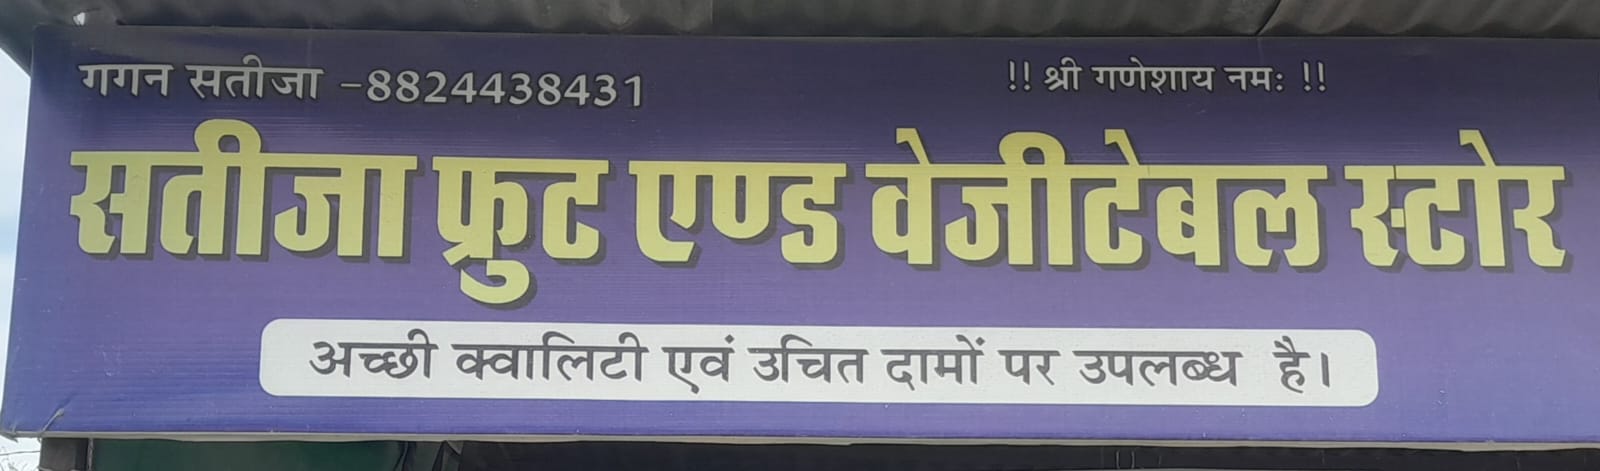 गगन सतीजा -8824438431
!! श्री गणेशाय नमः !!
सतीजा फ्रुट एण्ड वेजीटेबल स्टोर
अच्छी क्वालिटी एवं उचित दामों पर उपलब्ध है।